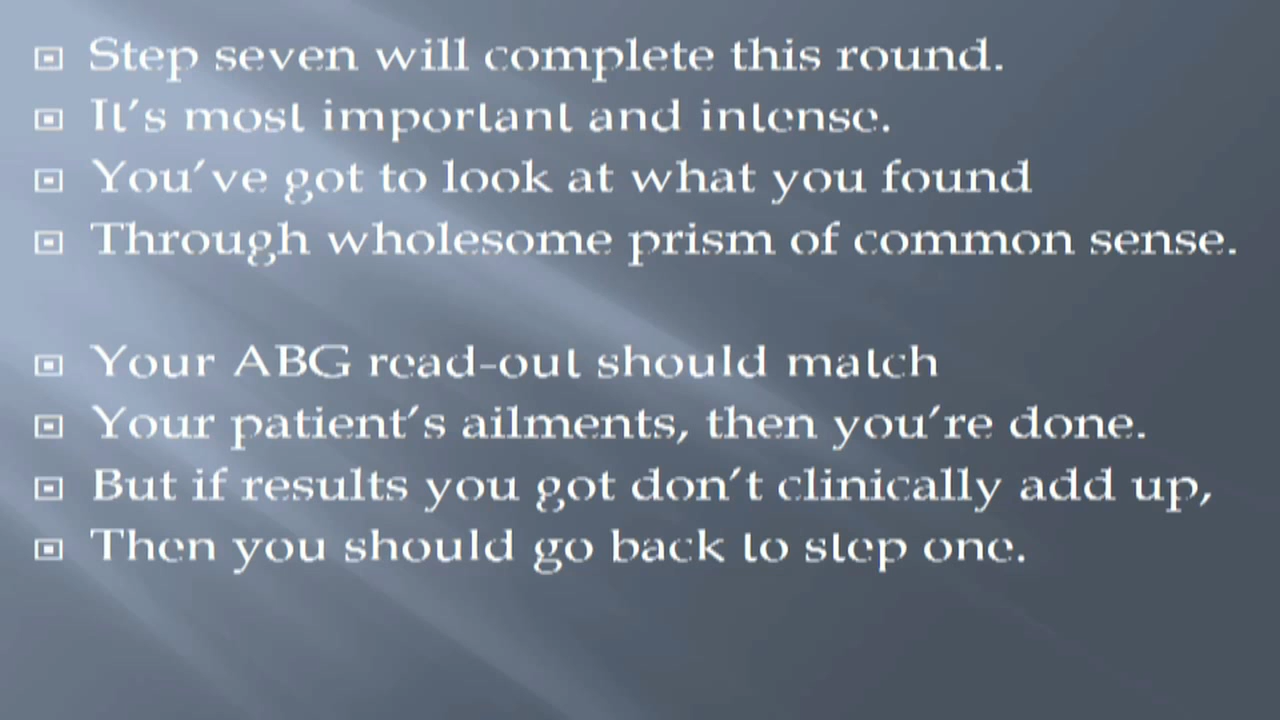 Step seven will complete this round.
It's most important and intense.
You've got to look at what you found
Through wholesome prism of common sense.
Your ABG read-out should match
Your patient's ailments, then you're done.
But if results you got don't clinically add up,
Then you should go back to step one.